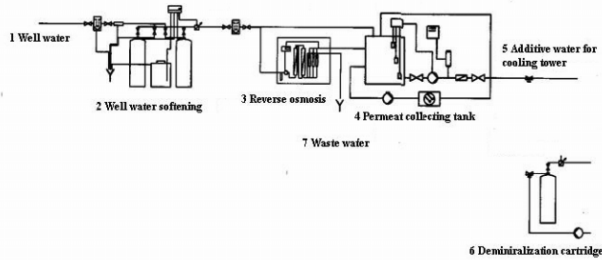 1 Well water
2 Well water softening
3 Reverse osmosis
4 Permeat collecting tank
5 Additive water for
cooling tower
7 Waste water
6 Deminiralization cartridge